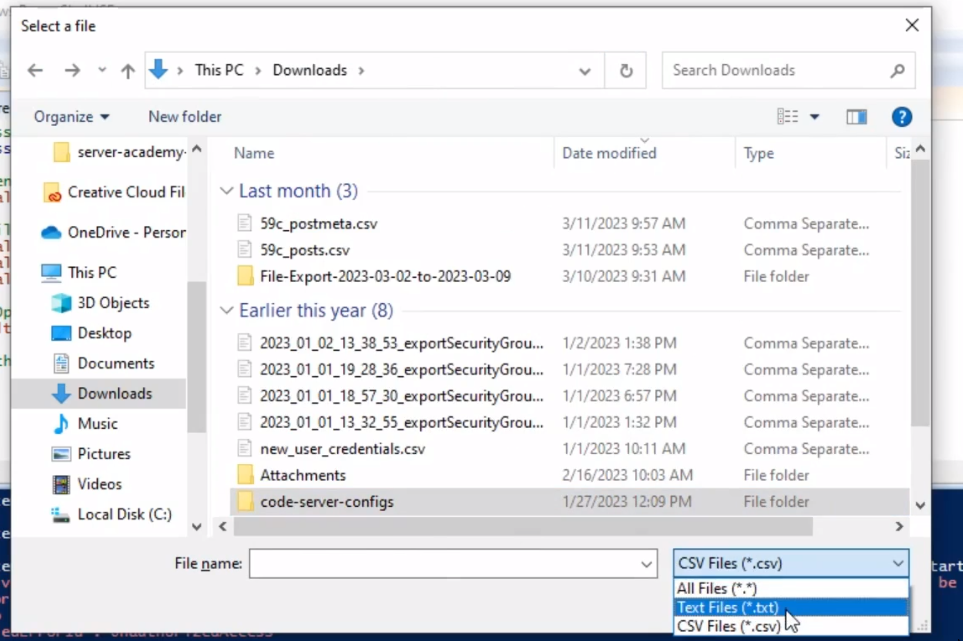 Select a file
This PC > Downloads >
Search Downloads
Organize
New folder
?
server-academy-
Creative Cloud Fil
OneDrive - Person
This PC
3D Objects
Desktop
Documents
Downloads
Music
Pictures
Videos
Local Disk (C:)
Name Date modified Type Siz
Last month (3)
59c_postmeta.csv 3/11/2023 9:57 AM Comma Separate...
59c_posts.csv 3/11/2023 9:53 AM Comma Separate...
File-Export-2023-03-02-to-2023-03-09 3/10/2023 9:31 AM File folder
Earlier this year (8)
2023_01_02_13_38_53_exportSecurityGrou... 1/2/2023 1:38 PM Comma Separate...
2023_01_01_19_28_36_exportSecurityGrou... 1/1/2023 7:28 PM Comma Separate...
2023_01_01_18_57_30_exportSecurityGrou... 1/1/2023 6:57 PM Comma Separate...
2023_01_01_13_32_55_exportSecurityGrou... 1/1/2023 1:32 PM Comma Separate...
new_user_credentials.csv 1/1/2023 10:11 AM Comma Separate...
Attachments 2/16/2023 10:03 AM File folder
code-server-configs 1/27/2023 12:09 PM File folder
File name:
CSV Files (*.csv)
All Files (*.*)
Text Files (*.txt)
CSV Files (*.csv)
tart
be